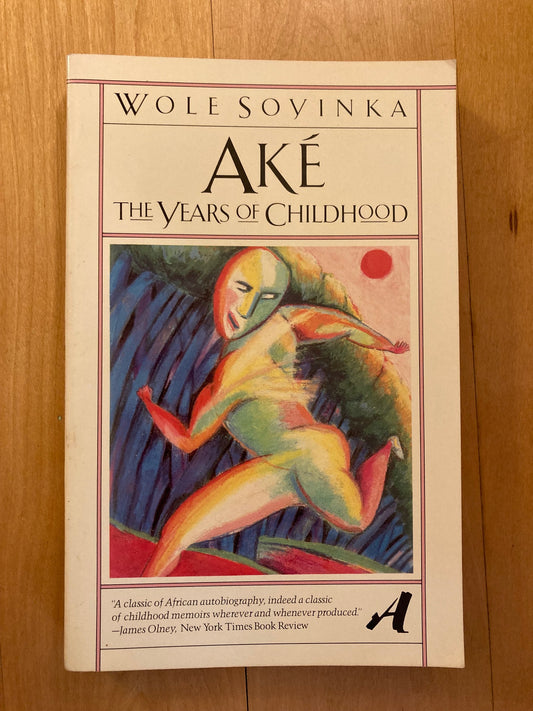 WOLE SOYINKA
AKÉ
THE YEARS OF CHILDHOOD
"A classic of African autobiography, indeed a classic
of childhood memoirs wherever and whenever produced."
—James Olney, New York Times Book Review
A